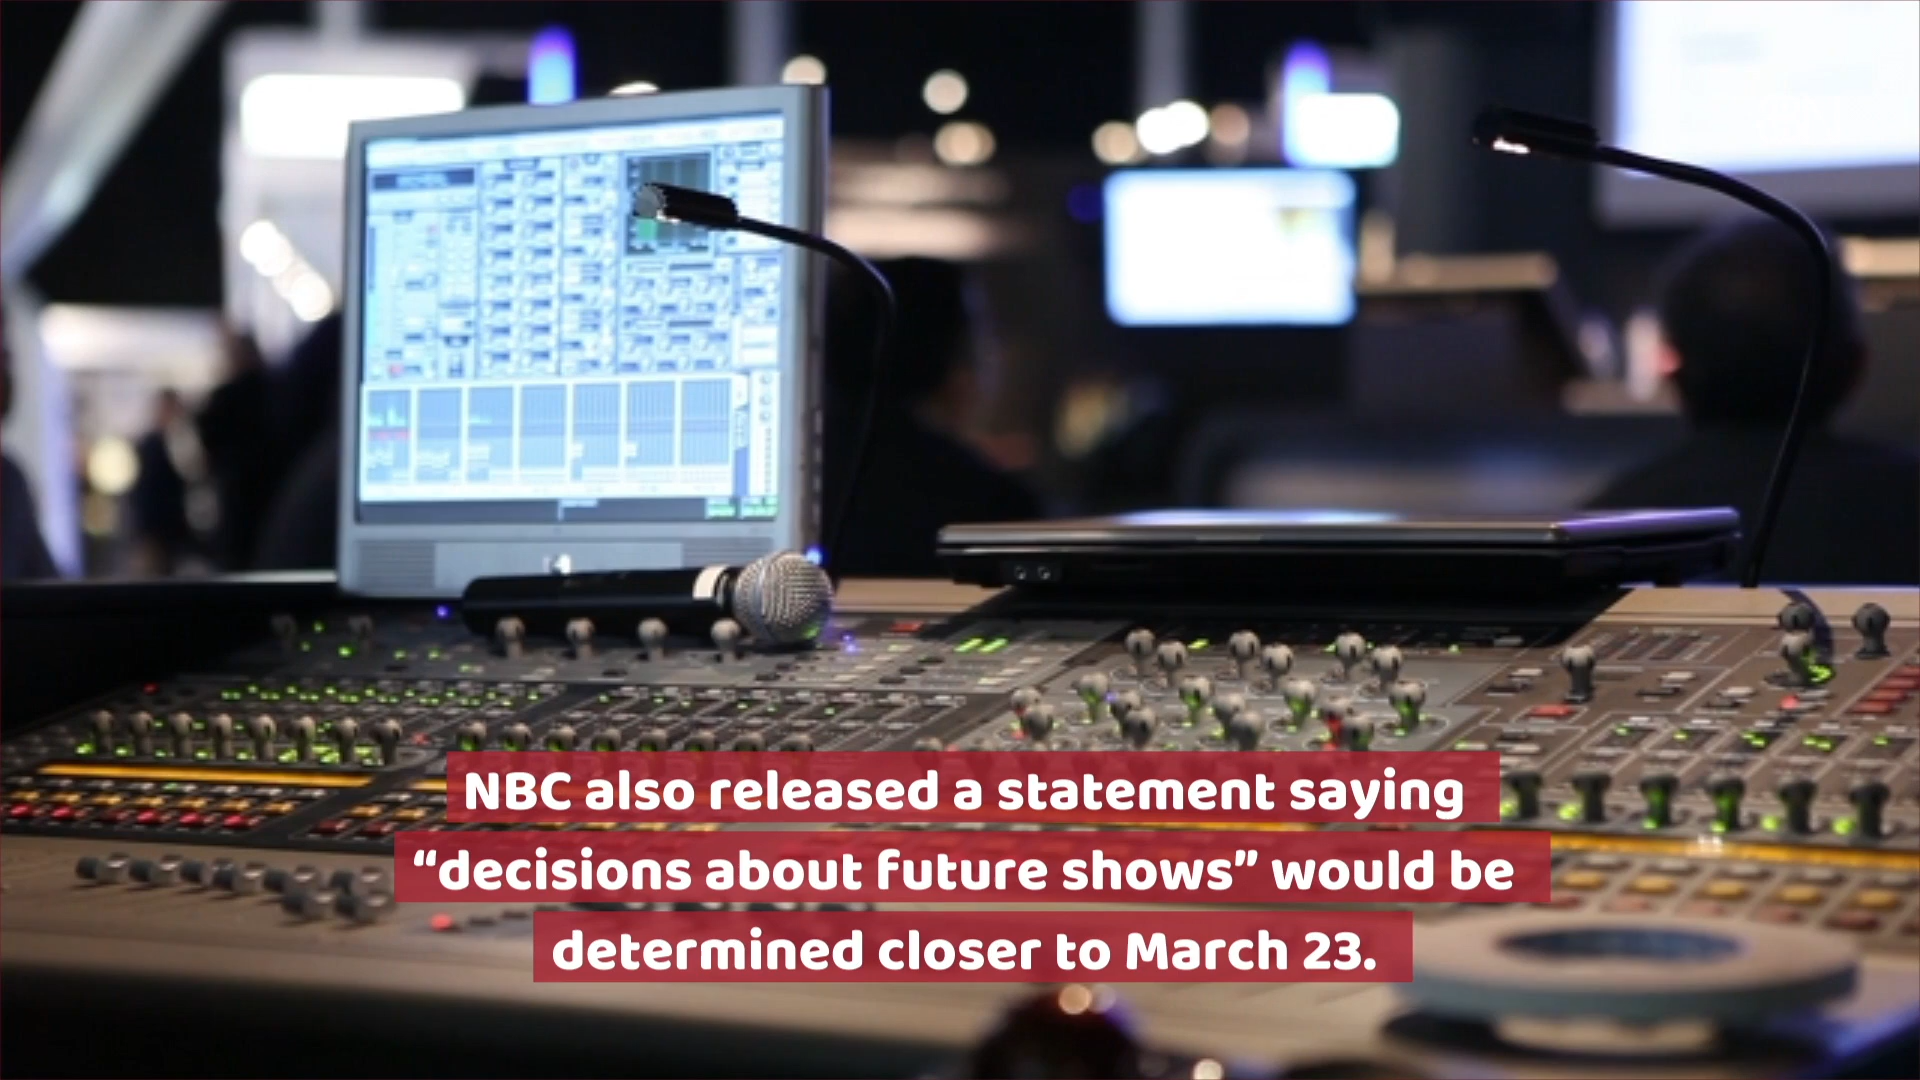 NBC also released a statement saying
“decisions about future shows” would be
determined closer to March 23.